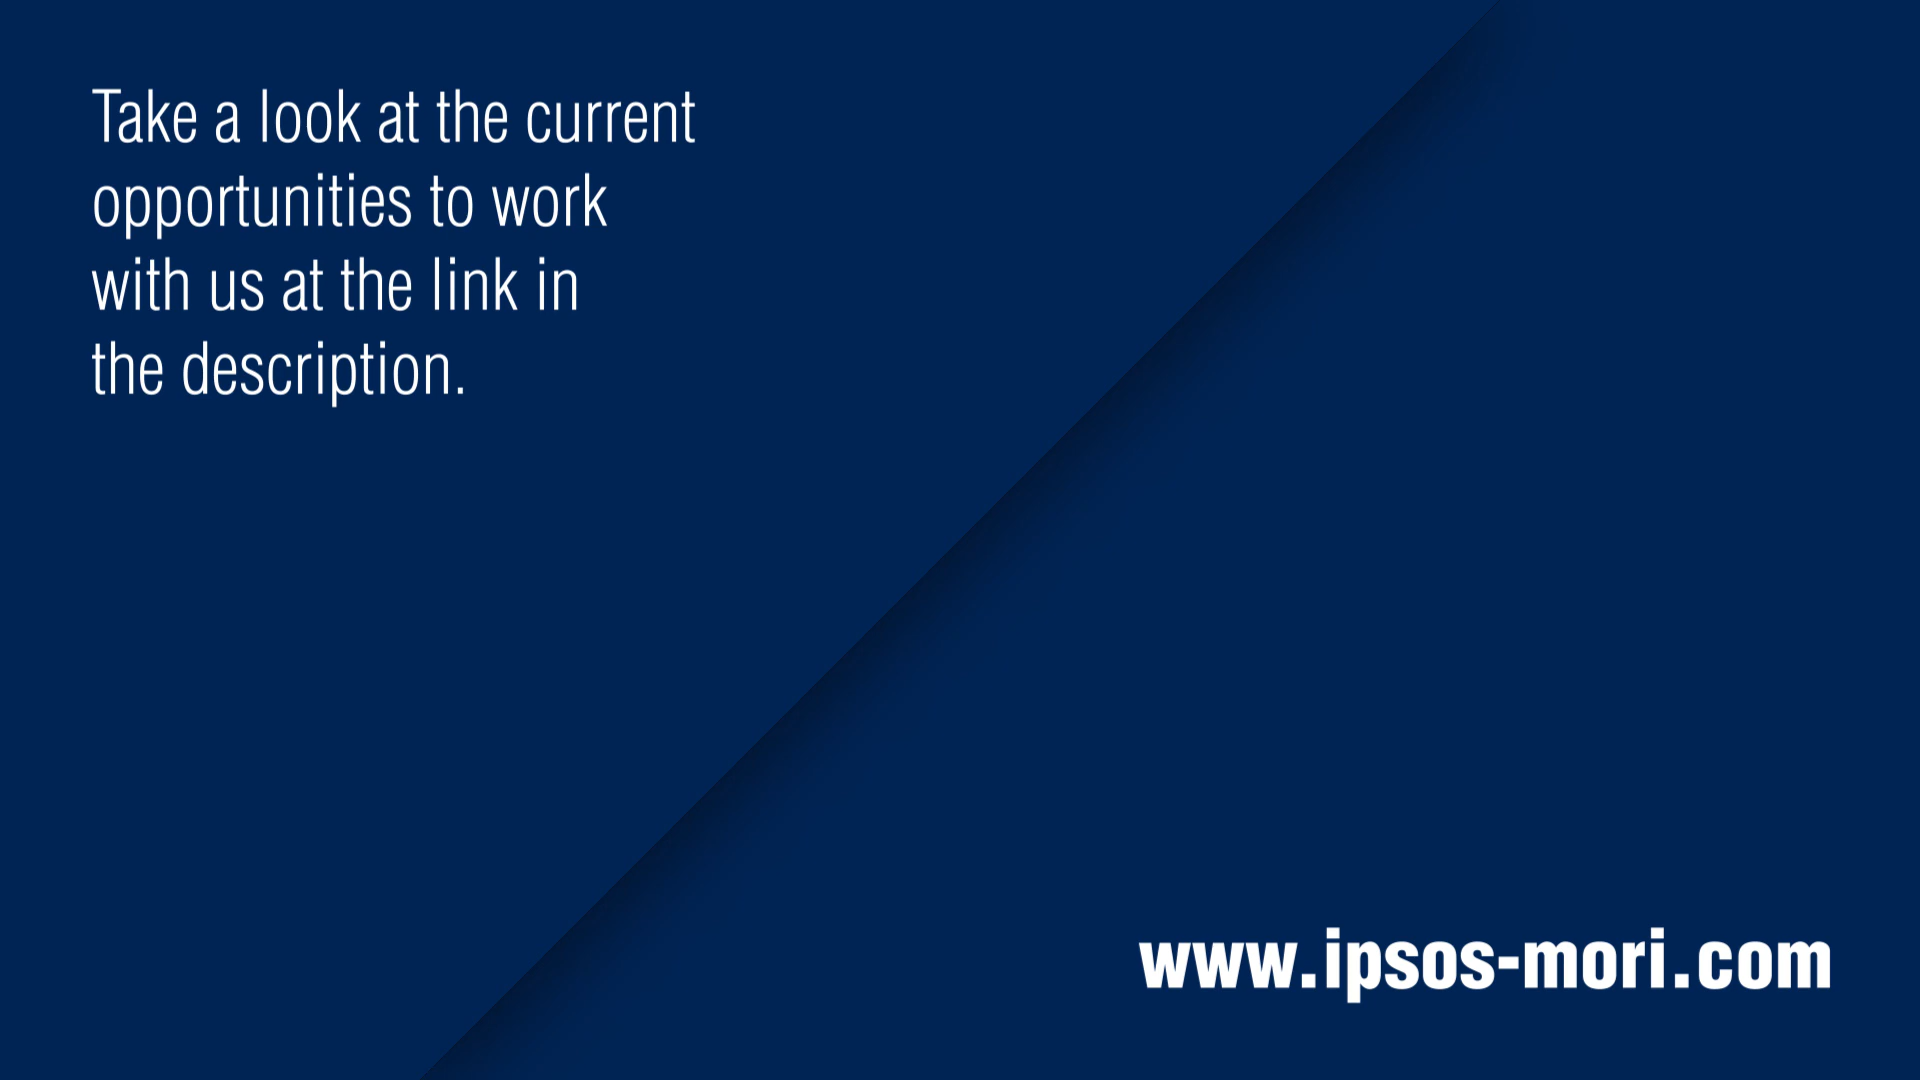 Take a look at the current
opportunities to work
with us at the link in
the description.
www.ipsos-mori.com